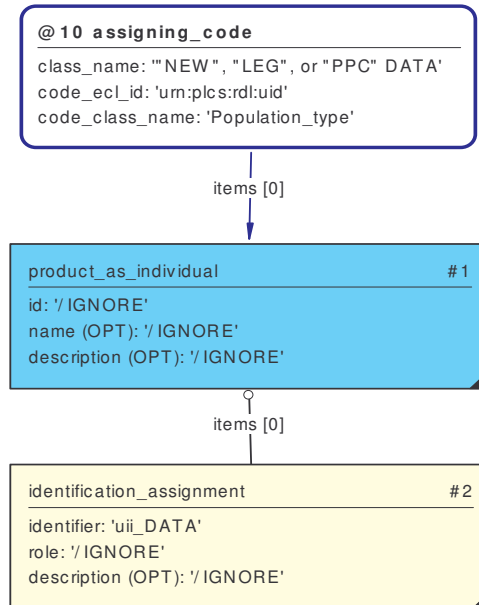 @10 assigning_code
class_name: '"NEW", "LEG", or "PPC" DATA'
code_ecl_id: 'urn:plcs:rdl:uid'
code_class_name: 'Population_type'
items [0]
product_as_individual #1
id: '/IGNORE'
name (OPT): '/IGNORE'
description (OPT): '/IGNORE'
items [0]
identification_assignment #2
identifier: 'uii_DATA'
role: '/IGNORE'
description (OPT): '/IGNORE'